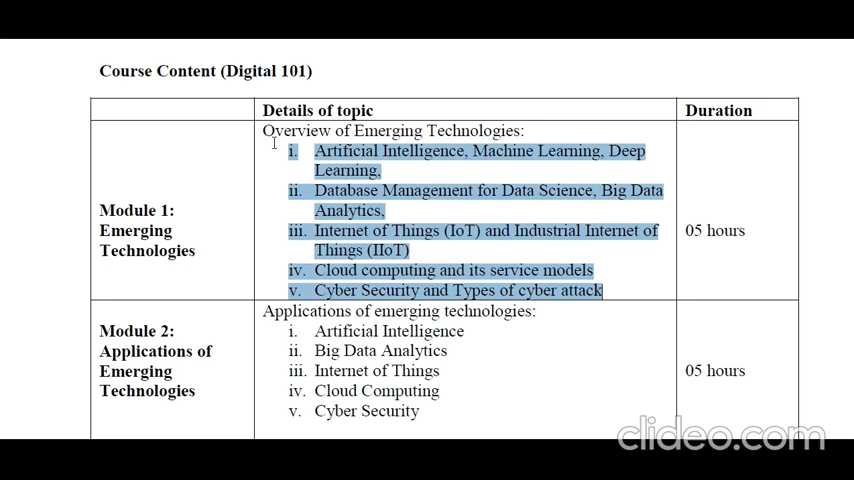 Course Content (Digital 101)
Details of topic
Duration
Module 1:
Emerging
Technologies
Overview of Emerging Technologies:
i. Artificial Intelligence, Machine Learning, Deep
Learning,
ii. Database Management for Data Science, Big Data
Analytics,
iii. Internet of Things (IoT) and Industrial Internet of
Things (IIoT)
iv. Cloud computing and its service models
v. Cyber Security and Types of cyber attack
05 hours
Module 2:
Applications of
Emerging
Technologies
Applications of emerging technologies:
i. Artificial Intelligence
ii. Big Data Analytics
iii. Internet of Things
iv. Cloud Computing
v. Cyber Security
05 hours
clideo.com